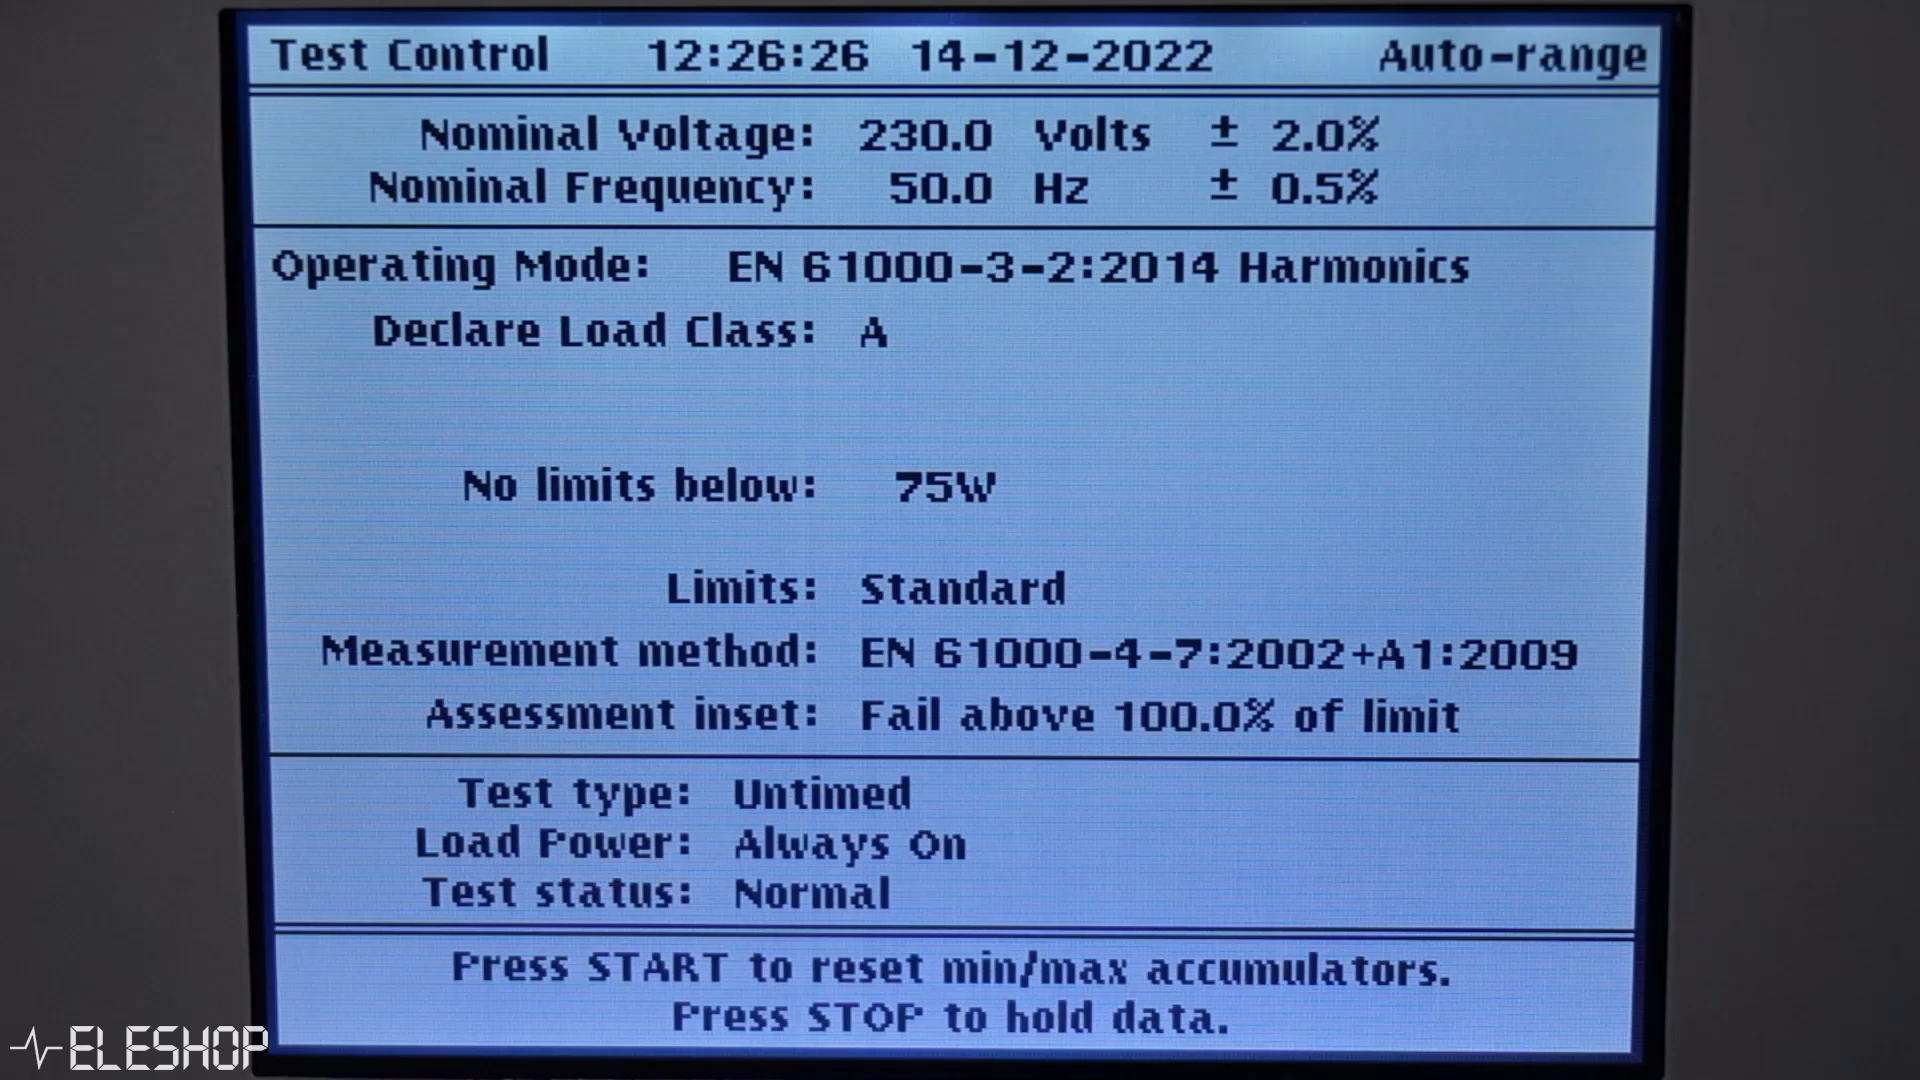 Test Control 12:26:26 14-12-2022 Auto-range
Nominal Voltage: 230.0 Volts ± 2.0%
Nominal Frequency: 50.0 Hz ± 0.5%
Operating Mode: EN 61000-3-2:2014 Harmonics
Declare Load Class: A
No limits below: 75W
Limits: Standard
Measurement method: EN 61000-4-7:2002+A1:2009
Assessment inset: Fail above 100.0% of limit
Test type: Untimed
Load Power: Always On
Test status: Normal
Press START to reset min/max accumulators.
Press STOP to hold data.
ELESHOP